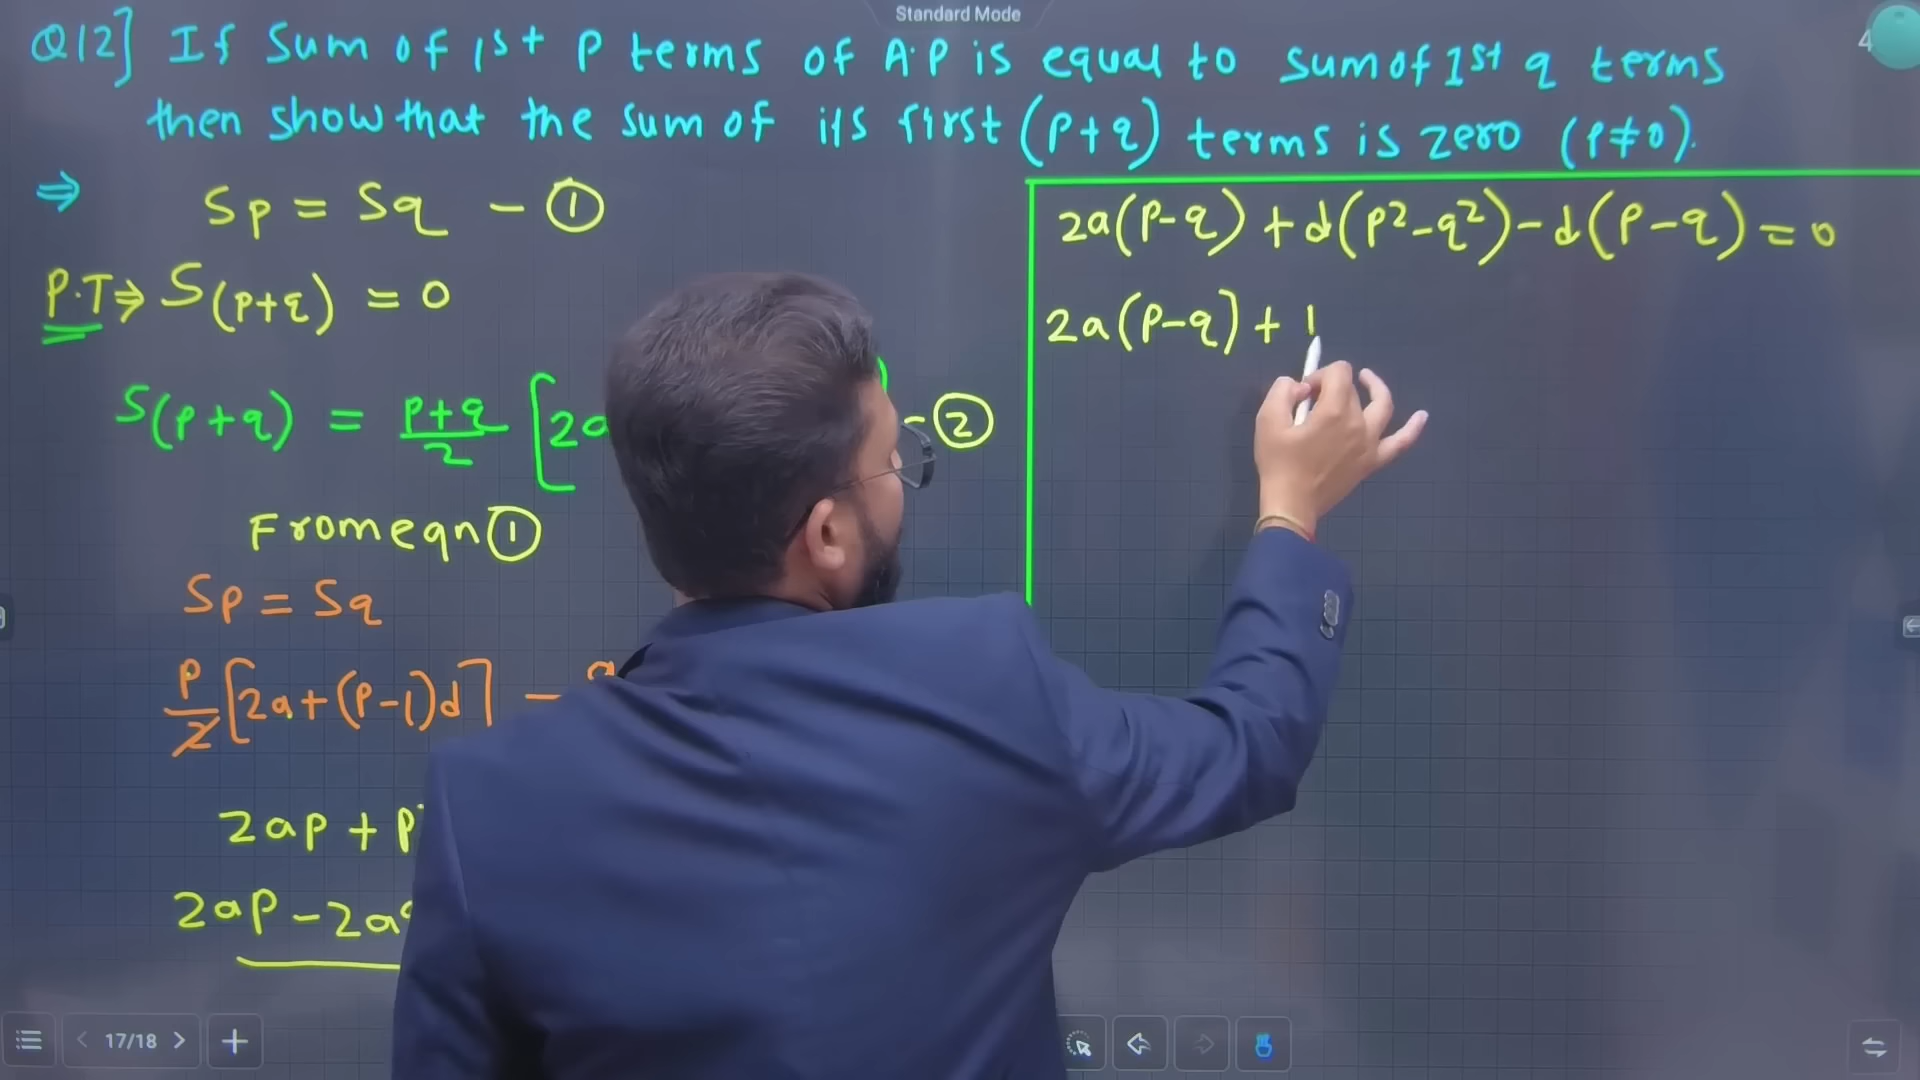 Standard Mode
4
Q12] If Sum of 1st P terms of A.P is equal to sum of 1st q terms
then show that the sum of its first (P+q) terms is zero (P≠0).
⇒ Sp = Sq - ①
P.T⇒ S(p+q) = 0
S(p+q) = p+q/2 [2a - ②
From eqn ①
Sp = Sq
P/2 [2a+(P-1)d] -
2ap + p
2ap - 2aq
2a(P-q) + d(P²-q²) - d(P-q) = 0
2a(P-q) +
17/18